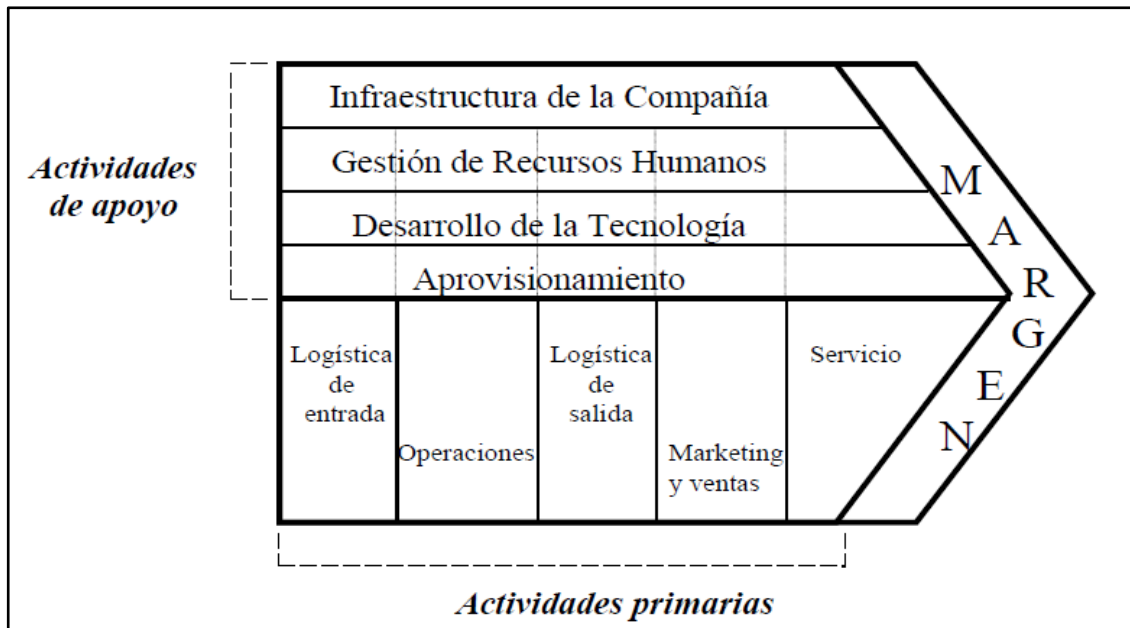 Actividades
de apoyo
Infraestructura de la Compañía
Gestión de Recursos Humanos
Desarrollo de la Tecnología
Aprovisionamiento
Logística
de
entrada
Operaciones
Logística
de
salida
Marketing
y ventas
Servicio
MARGEN
Actividades primarias